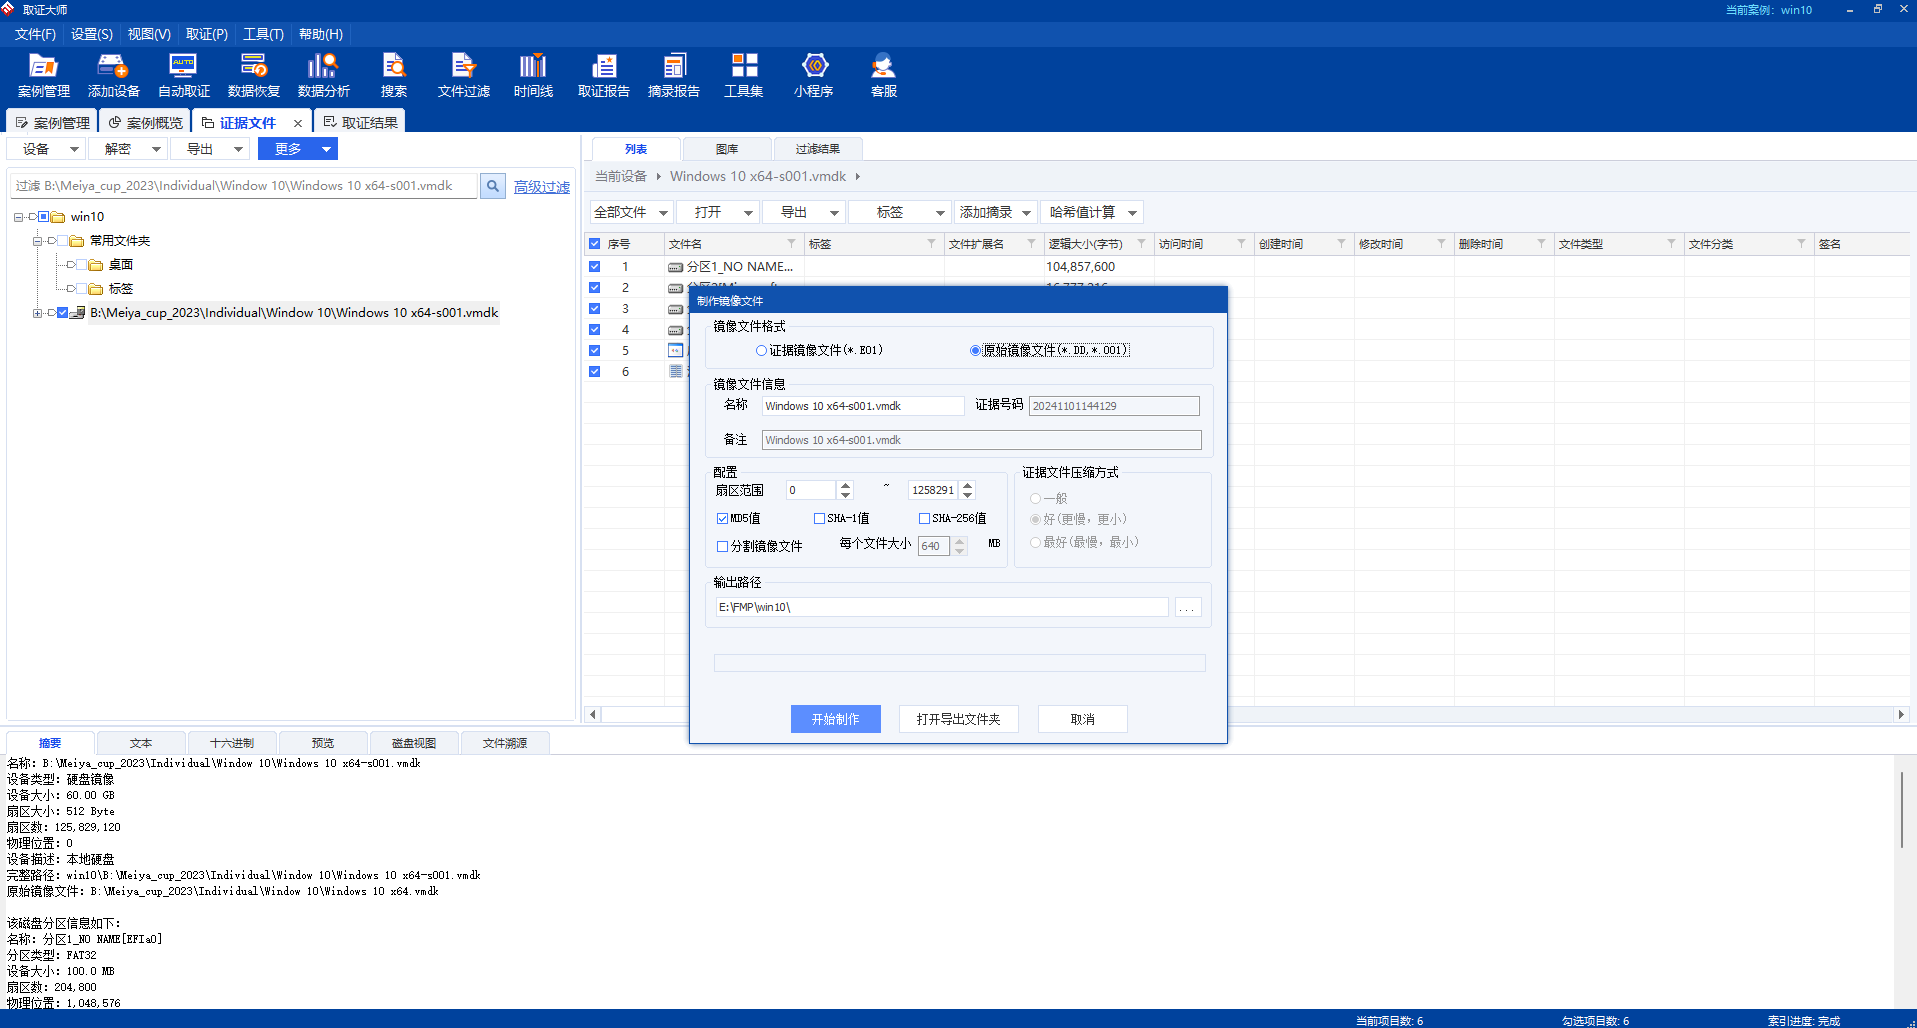 取证大师
当前案例：win10
文件(F) 设置(S) 视图(V) 取证(P) 工具(T) 帮助(H)
案例管理 添加设备 自动取证 数据恢复 数据分析 搜索 文件过滤 时间线 取证报告 摘录报告 工具集 小程序 客服
案例管理 案例概览 证据文件 取证结果
设备 解密 导出 更多
过滤 B:\Meiya_cup_2023\Individual\Window 10\Windows 10 x64-s001.vmdk
高级过滤
win10
常用文件夹
桌面
标签
B:\Meiya_cup_2023\Individual\Window 10\Windows 10 x64-s001.vmdk
列表 图库 过滤结果
当前设备 Windows 10 x64-s001.vmdk
全部文件 打开 导出 标签 添加摘录 哈希值计算
序号 文件名 标签 文件扩展名 逻辑大小(字节) 访问时间 创建时间 修改时间 删除时间 文件类型 文件分类 签名
1 分区1_NO NAME... 104,857,600
2
3
4
5
6
制作镜像文件
镜像文件格式
证据镜像文件(*.E01) 原始镜像文件(*.DD,*.001)
镜像文件信息
名称 Windows 10 x64-s001.vmdk 证据号码 20241101144129
备注 Windows 10 x64-s001.vmdk
配置
扇区范围 0 ~ 1258291
MD5值 SHA-1值 SHA-256值
分割镜像文件 每个文件大小 640 MB
证据文件压缩方式
一般
好(更慢，更小)
最好(最慢，最小)
输出路径
E:\FMP\win10\ ...
开始制作 打开导出文件夹 取消
摘要 文本 十六进制 预览 磁盘视图 文件溯源
名称：B:\Meiya_cup_2023\Individual\Window 10\Windows 10 x64-s001.vmdk
设备类型：硬盘镜像
设备大小：60.00 GB
扇区大小：512 Byte
扇区数：125,829,120
物理位置：0
设备描述：本地硬盘
完整路径：win10\B:\Meiya_cup_2023\Individual\Window 10\Windows 10 x64-s001.vmdk
原始镜像文件：B:\Meiya_cup_2023\Individual\Window 10\Windows 10 x64.vmdk
该磁盘分区信息如下：
名称：分区1_NO NAME[EFIa0]
分区类型：FAT32
设备大小：100.0 MB
扇区数：204,800
物理位置：1,048,576
当前项目数：6 勾选项目数：6 索引进度：完成